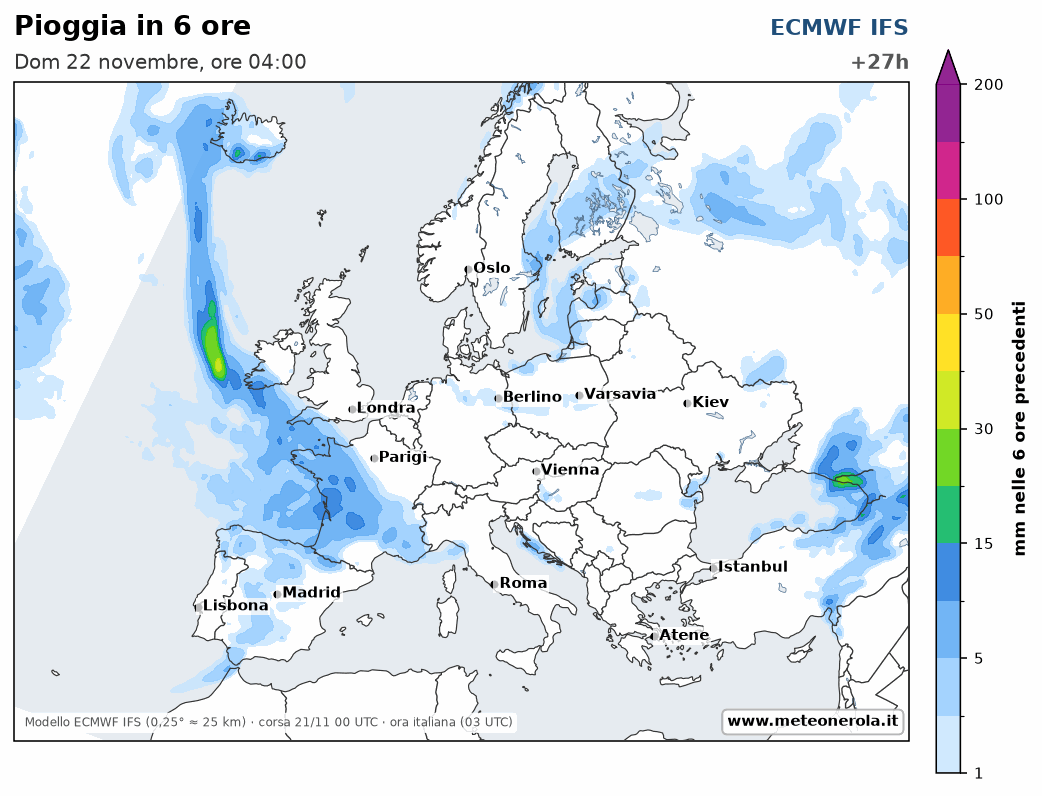 Pioggia in 6 ore
ECMWF IFS
Dom 22 novembre, ore 04:00
+27h
200
100
50
30
15
5
1
mm nelle 6 ore precedenti
Oslo
Londra
Berlino
Varsavia
Kiev
Parigi
Vienna
Istanbul
Roma
Madrid
Lisbona
Atene
Modello ECMWF IFS (0,25° ≈ 25 km) · corsa 21/11 00 UTC · ora italiana (03 UTC)
www.meteonerola.it